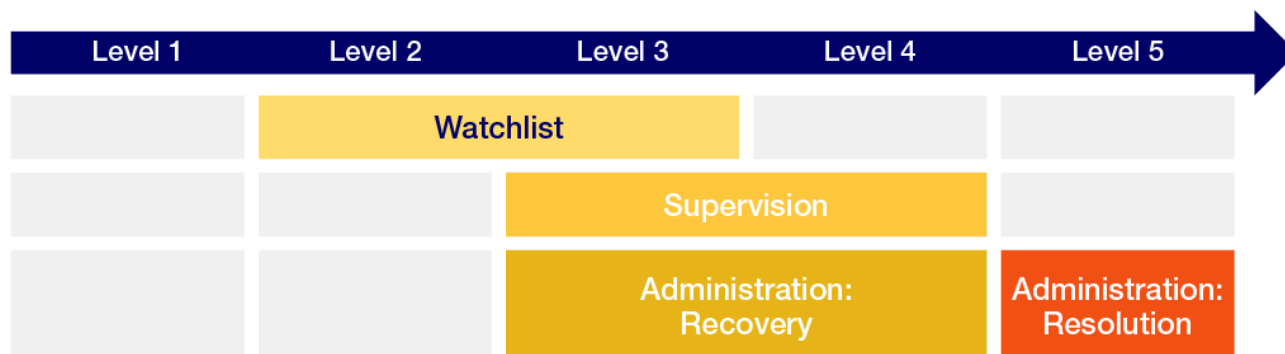 Level 1 Level 2 Level 3 Level 4 Level 5
Watchlist
Supervision
Administration:
Recovery
Administration:
Resolution